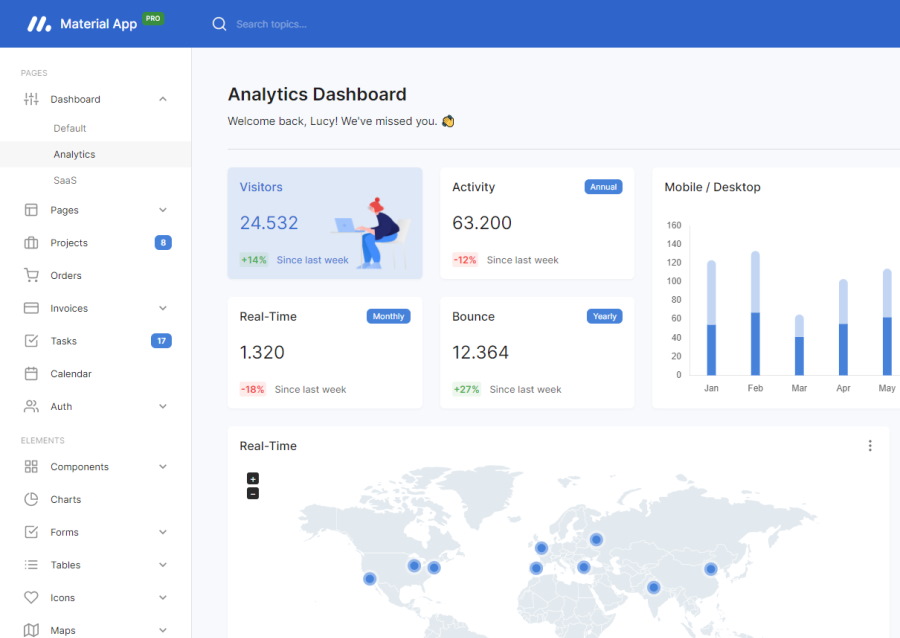 Material App PRO
Search topics...
PAGES
Dashboard
Default
Analytics
SaaS
Pages
Projects 8
Orders
Invoices
Tasks 17
Calendar
Auth
ELEMENTS
Components
Charts
Forms
Tables
Icons
Maps
Analytics Dashboard
Welcome back, Lucy! We've missed you. 👏
Visitors
24.532
+14% Since last week
Activity Annual
63.200
-12% Since last week
Real-Time Monthly
1.320
-18% Since last week
Bounce Yearly
12.364
+27% Since last week
Mobile / Desktop
160
140
120
100
80
60
40
20
0
Jan Feb Mar Apr May
Real-Time
+
−